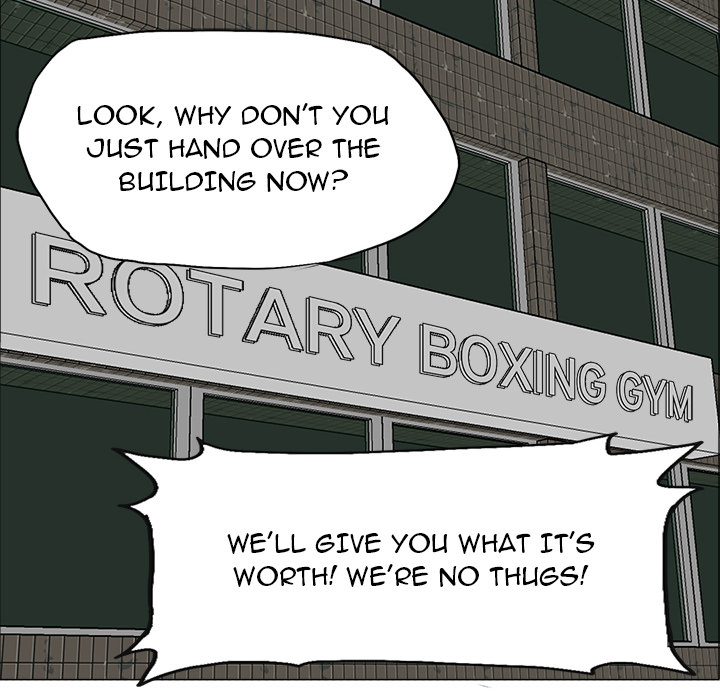 LOOK, WHY DON'T YOU
JUST HAND OVER THE
BUILDING NOW?
ROTARY BOXING GYM
WE'LL GIVE YOU WHAT IT'S
WORTH! WE'RE NO THUGS!